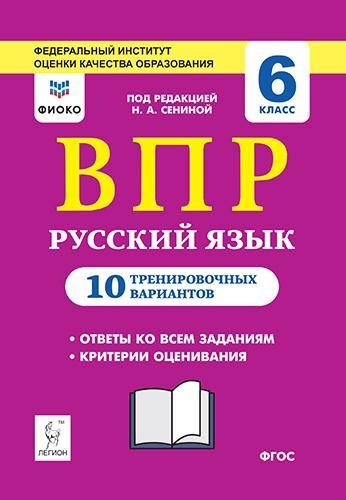 ФЕДЕРАЛЬНЫЙ ИНСТИТУТ
ОЦЕНКИ КАЧЕСТВА ОБРАЗОВАНИЯ
ФИОКО
ПОД РЕДАКЦИЕЙ
Н. А. СЕНИНОЙ
6
КЛАСС
ВПР
РУССКИЙ ЯЗЫК
10 ТРЕНИРОВОЧНЫХ
ВАРИАНТОВ
• ОТВЕТЫ КО ВСЕМ ЗАДАНИЯМ
• КРИТЕРИИ ОЦЕНИВАНИЯ
TM
ЛЕГИОН
ФГОС